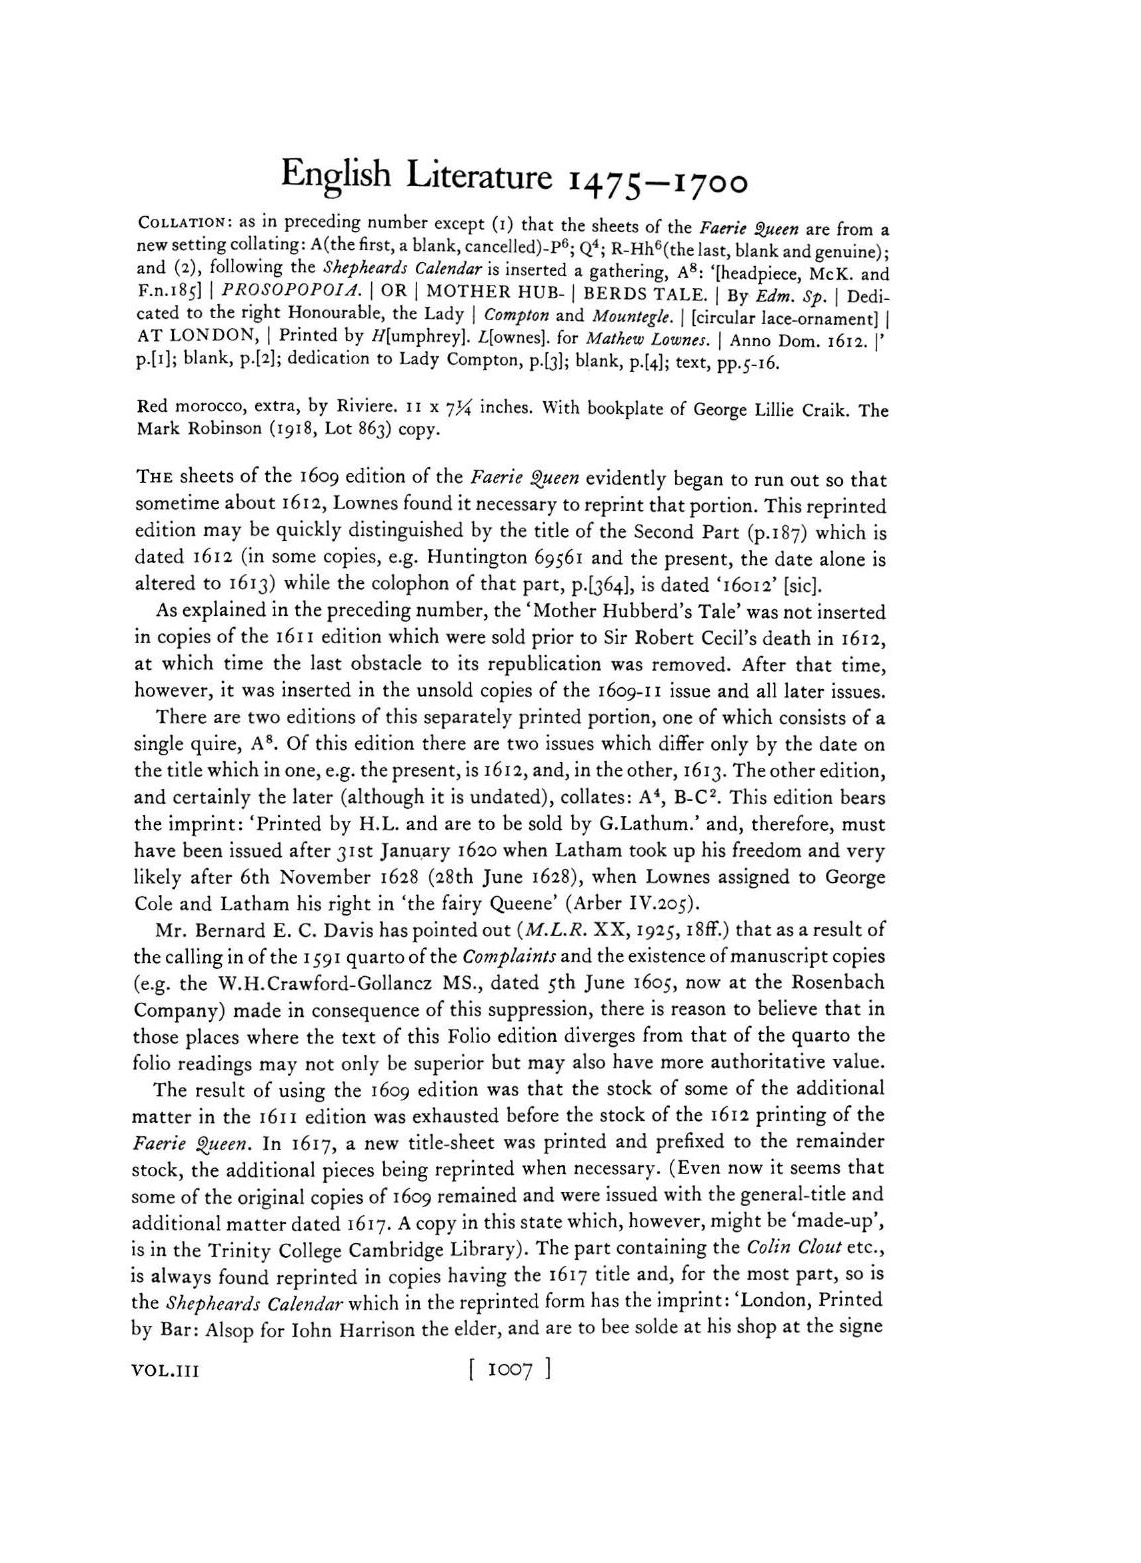 English Literature 1475—1700
COLLATION: as in preceding number except (1) that the sheets of the Faerie Queen are from a
new setting collating: A(the first, a blank, cancelled)-P⁶; Q⁴; R-Hh⁶(the last, blank and genuine);
and (2), following the Shepheards Calendar is inserted a gathering, A⁸: ‘[headpiece, McK. and
F.n.185] | PROSOPOPOIA. | OR | MOTHER HUB- | BERDS TALE. | By Edm. Sp. | Dedi-
cated to the right Honourable, the Lady | Compton and Mountegle. | [circular lace-ornament] |
AT LONDON, | Printed by H[umphrey]. L[ownes]. for Mathew Lownes. | Anno Dom. 1612. |’
p.[1]; blank, p.[2]; dedication to Lady Compton, p.[3]; blank, p.[4]; text, pp.5-16.
Red morocco, extra, by Riviere. 11 x 7¼ inches. With bookplate of George Lillie Craik. The
Mark Robinson (1918, Lot 863) copy.
THE sheets of the 1609 edition of the Faerie Queen evidently began to run out so that
sometime about 1612, Lownes found it necessary to reprint that portion. This reprinted
edition may be quickly distinguished by the title of the Second Part (p.187) which is
dated 1612 (in some copies, e.g. Huntington 69561 and the present, the date alone is
altered to 1613) while the colophon of that part, p.[364], is dated ‘16012’ [sic].
As explained in the preceding number, the ‘Mother Hubberd’s Tale’ was not inserted
in copies of the 1611 edition which were sold prior to Sir Robert Cecil’s death in 1612,
at which time the last obstacle to its republication was removed. After that time,
however, it was inserted in the unsold copies of the 1609-11 issue and all later issues.
There are two editions of this separately printed portion, one of which consists of a
single quire, A⁸. Of this edition there are two issues which differ only by the date on
the title which in one, e.g. the present, is 1612, and, in the other, 1613. The other edition,
and certainly the later (although it is undated), collates: A⁴, B-C². This edition bears
the imprint: ‘Printed by H.L. and are to be sold by G.Lathum.’ and, therefore, must
have been issued after 31st January 1620 when Latham took up his freedom and very
likely after 6th November 1628 (28th June 1628), when Lownes assigned to George
Cole and Latham his right in ‘the fairy Queene’ (Arber IV.205).
Mr. Bernard E. C. Davis has pointed out (M.L.R. XX, 1925, 18ff.) that as a result of
the calling in of the 1591 quarto of the Complaints and the existence of manuscript copies
(e.g. the W.H.Crawford-Gollancz MS., dated 5th June 1605, now at the Rosenbach
Company) made in consequence of this suppression, there is reason to believe that in
those places where the text of this Folio edition diverges from that of the quarto the
folio readings may not only be superior but may also have more authoritative value.
The result of using the 1609 edition was that the stock of some of the additional
matter in the 1611 edition was exhausted before the stock of the 1612 printing of the
Faerie Queen. In 1617, a new title-sheet was printed and prefixed to the remainder
stock, the additional pieces being reprinted when necessary. (Even now it seems that
some of the original copies of 1609 remained and were issued with the general-title and
additional matter dated 1617. A copy in this state which, however, might be ‘made-up’,
is in the Trinity College Cambridge Library). The part containing the Colin Clout etc.,
is always found reprinted in copies having the 1617 title and, for the most part, so is
the Shepheards Calendar which in the reprinted form has the imprint: ‘London, Printed
by Bar: Alsop for Iohn Harrison the elder, and are to bee solde at his shop at the signe
VOL.III [ 1007 ]